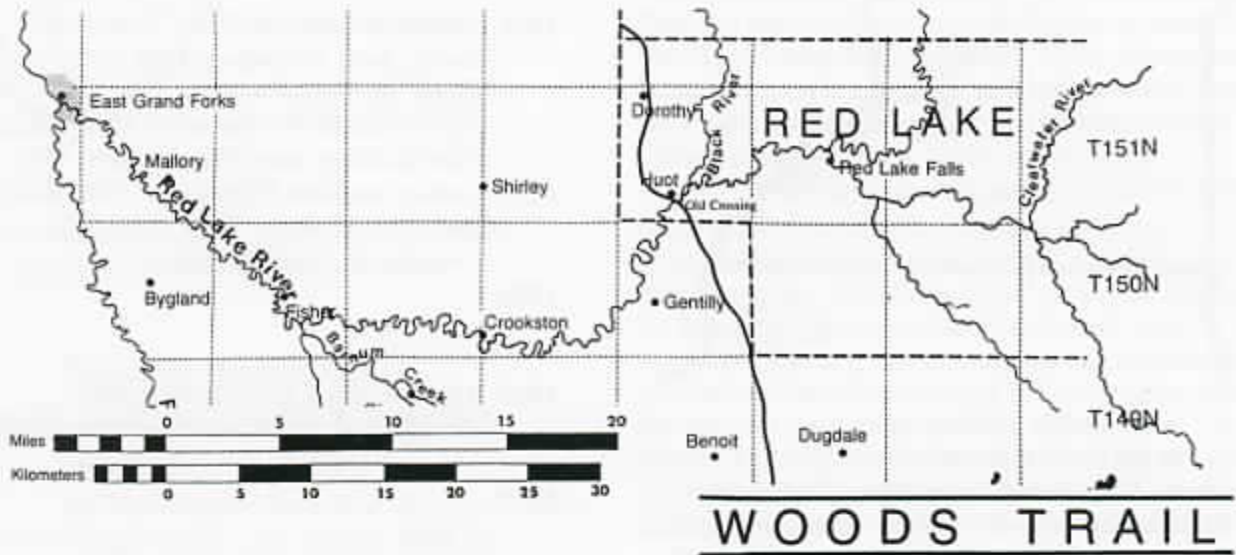 East Grand Forks
Mallory
Red Lake River
Bygland
Shirley
Fisher
Crookston
Creek
Dorothy
Black River
RED LAKE
Red Lake Falls
Huot
Old Crossing
Gentilly
Clearwater River
T151N
T150N
T149N
Benoit
Dugdale
0 5 10 15 20
Miles
Kilometers
0 5 10 15 20 25 30
WOODS TRAIL